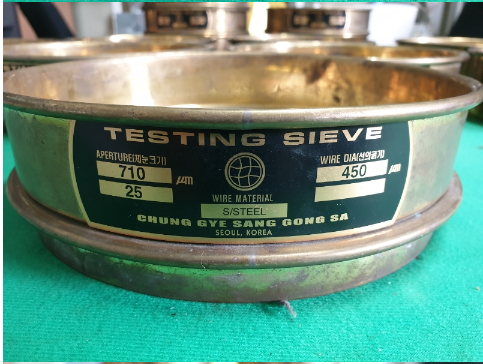 TESTING SIEVE
APERTURE(체눈크기) WIRE DIA(선의굵기)
710 μm 450 μm
25
WIRE MATERIAL
S/STEEL
CHUNG GYE SANG GONG SA
SEOUL, KOREA